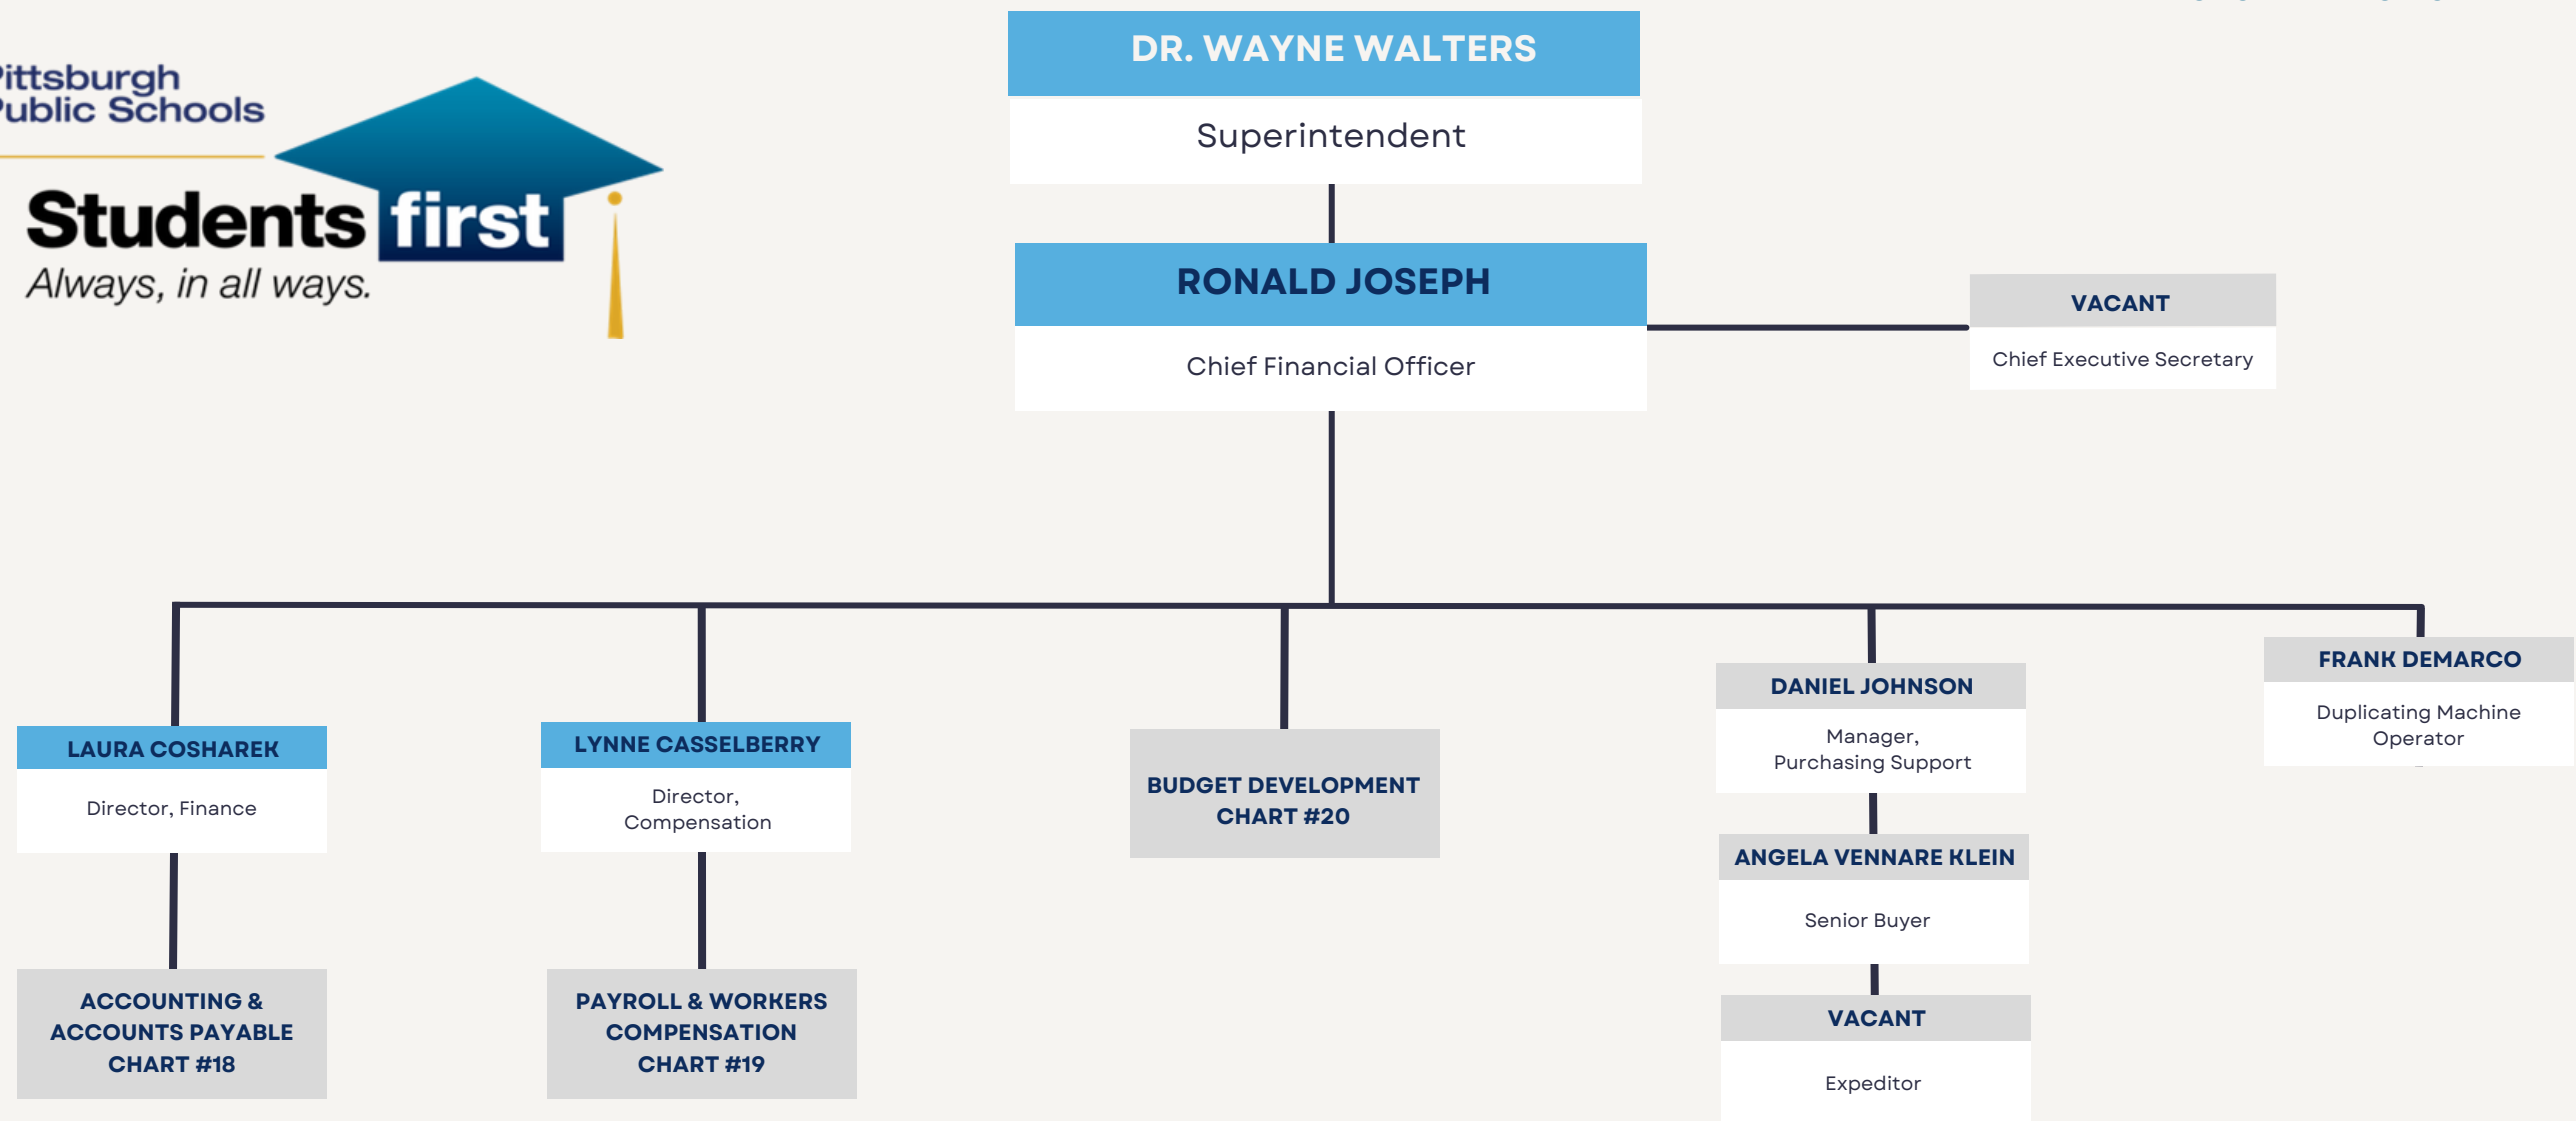 Pittsburgh
Public Schools
Students first
Always, in all ways.
DR. WAYNE WALTERS
Superintendent
RONALD JOSEPH
Chief Financial Officer
VACANT
Chief Executive Secretary
LAURA COSHAREK
Director, Finance
ACCOUNTING &
ACCOUNTS PAYABLE
CHART #18
LYNNE CASSELBERRY
Director,
Compensation
PAYROLL & WORKERS
COMPENSATION
CHART #19
BUDGET DEVELOPMENT
CHART #20
DANIEL JOHNSON
Manager,
Purchasing Support
ANGELA VENNARE KLEIN
Senior Buyer
VACANT
Expeditor
FRANK DEMARCO
Duplicating Machine
Operator